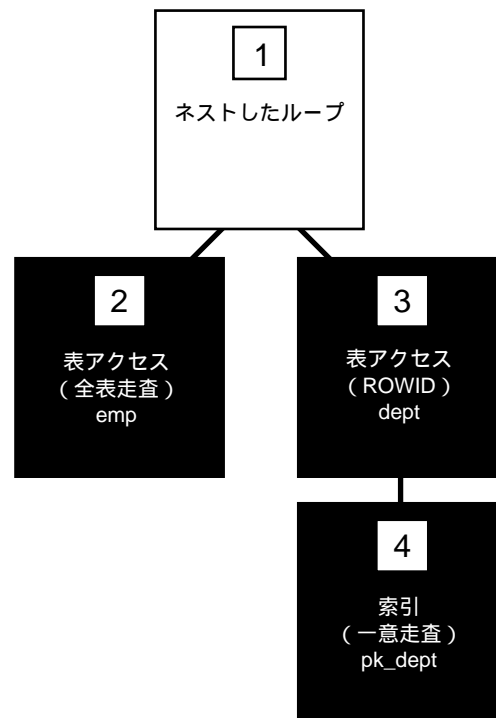 1
ネストしたループ
2
表アクセス
（全表走査）
emp
3
表アクセス
（ROWID）
dept
4
索引
（一意走査）
pk_dept